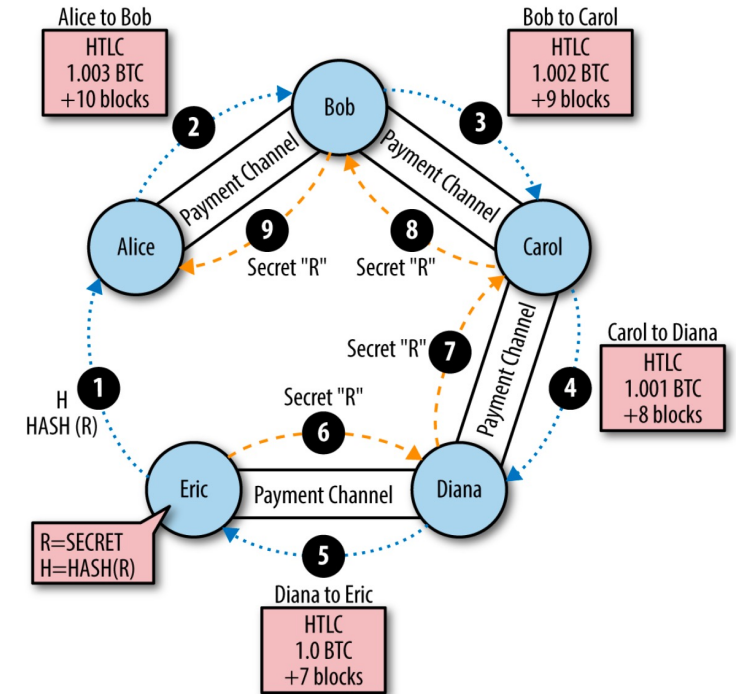 Alice to Bob
HTLC
1.003 BTC
+10 blocks
Bob to Carol
HTLC
1.002 BTC
+9 blocks
Bob
2
3
Payment Channel
Payment Channel
Alice
9
Secret "R"
8
Secret "R"
Carol
1
H
HASH (R)
Secret "R"
7
Payment Channel
4
Carol to Diana
HTLC
1.001 BTC
+8 blocks
Secret "R"
6
Eric
Payment Channel
Diana
R=SECRET
H=HASH(R)
5
Diana to Eric
HTLC
1.0 BTC
+7 blocks